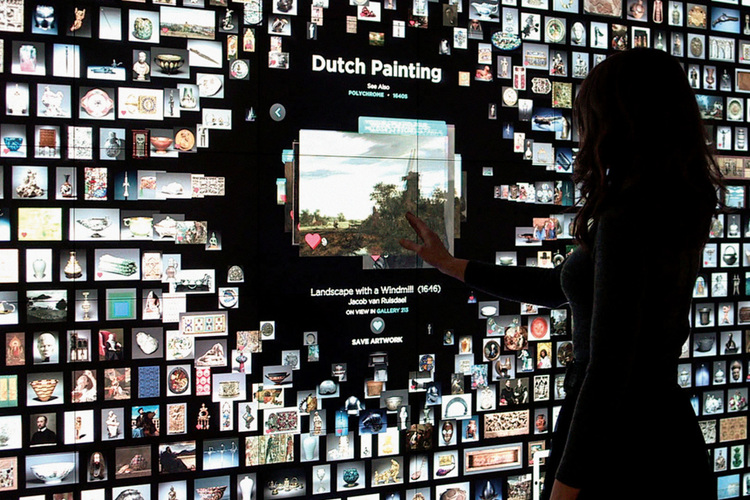 Dutch Painting
See Also
POLYCHROME • 1640S
Landscape with a Windmill (1646)
Jacob van Ruisdael
ON VIEW IN GALLERY 213
SAVE ARTWORK